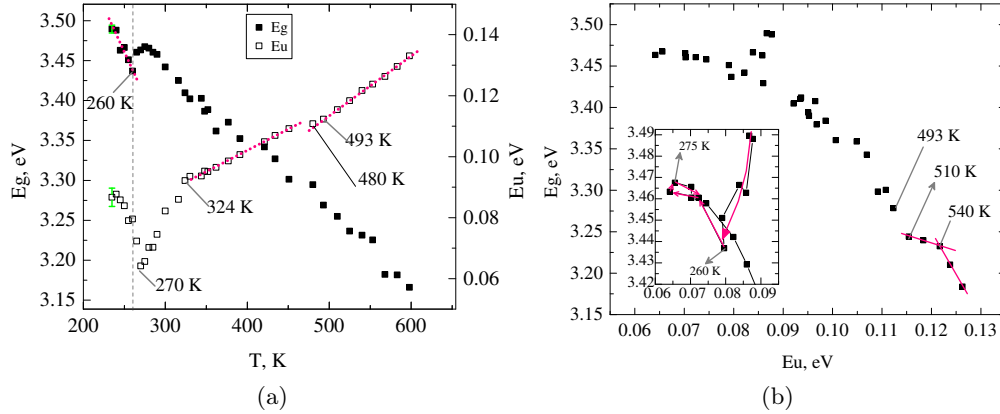 3.50
3.45
3.40
3.35
3.30
3.25
3.20
3.15
Eg, eV
Eg
Eu
260 K
324 K
270 K
493 K
480 K
0.14
0.12
0.10
0.08
0.06
Eu, eV
200
300
400
500
600
T, K
(a)
3.50
3.45
3.40
3.35
3.30
3.25
3.20
3.15
Eg, eV
493 K
510 K
540 K
3.49
3.48
3.47
3.46
3.45
3.44
3.43
3.42
275 K
260 K
0.06
0.07
0.08
0.09
0.06
0.07
0.08
0.09
0.10
0.11
0.12
0.13
Eu, eV
(b)